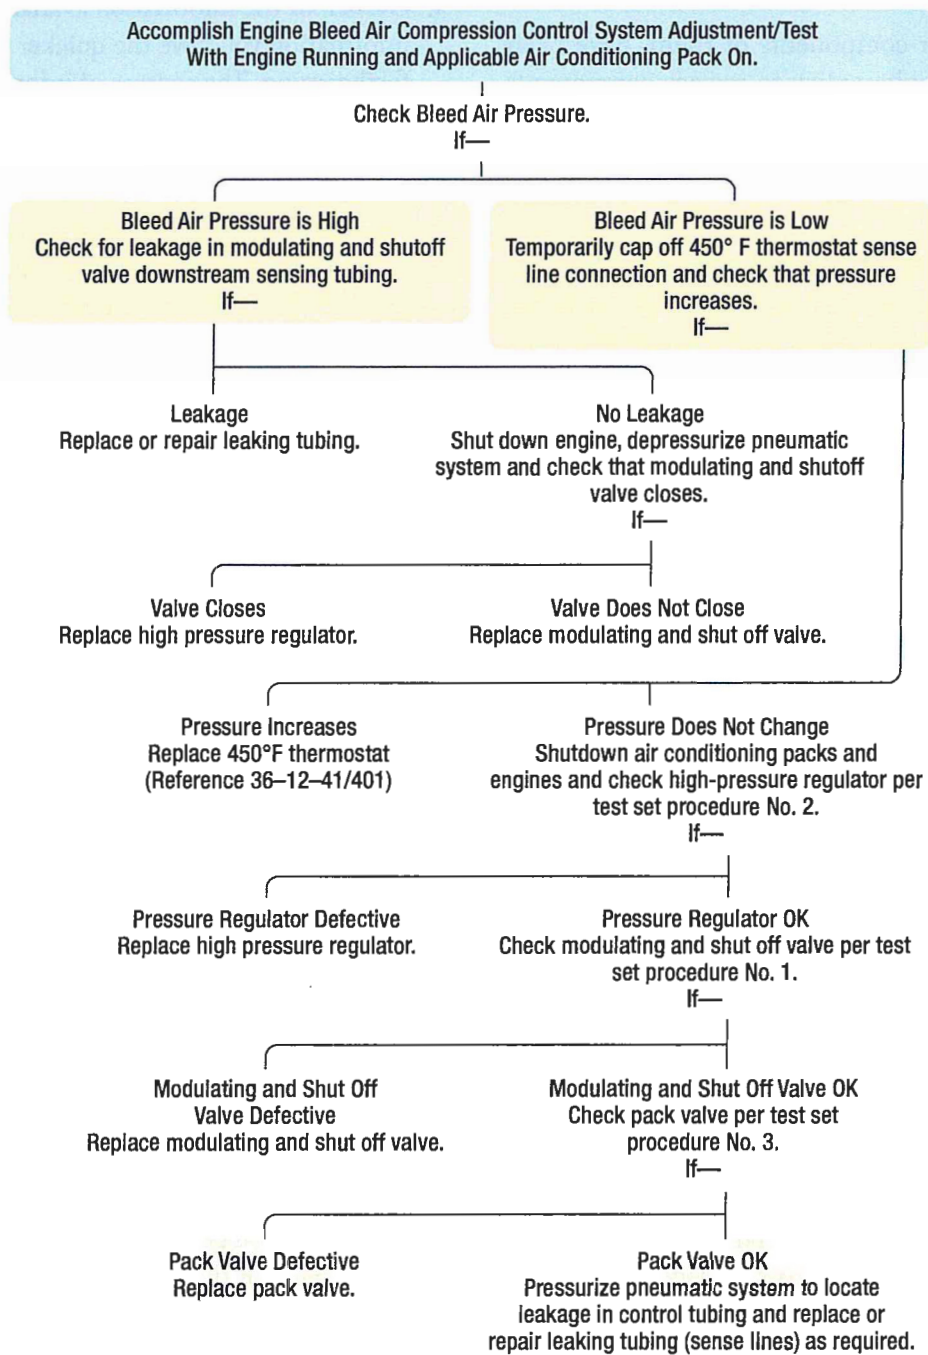 Accomplish Engine Bleed Air Compression Control System Adjustment/Test
With Engine Running and Applicable Air Conditioning Pack On.
Check Bleed Air Pressure.
If—
Bleed Air Pressure is High
Check for leakage in modulating and shutoff
valve downstream sensing tubing.
If—
Bleed Air Pressure is Low
Temporarily cap off 450° F thermostat sense
line connection and check that pressure
increases.
If—
Leakage
Replace or repair leaking tubing.
No Leakage
Shut down engine, depressurize pneumatic
system and check that modulating and shutoff
valve closes.
If—
Valve Closes
Replace high pressure regulator.
Valve Does Not Close
Replace modulating and shut off valve.
Pressure Increases
Replace 450°F thermostat
(Reference 36–12–41/401)
Pressure Does Not Change
Shutdown air conditioning packs and
engines and check high-pressure regulator per
test set procedure No. 2.
If—
Pressure Regulator Defective
Replace high pressure regulator.
Pressure Regulator OK
Check modulating and shut off valve per test
set procedure No. 1.
If—
Modulating and Shut Off
Valve Defective
Replace modulating and shut off valve.
Modulating and Shut Off Valve OK
Check pack valve per test set
procedure No. 3.
If—
Pack Valve Defective
Replace pack valve.
Pack Valve OK
Pressurize pneumatic system to locate
leakage in control tubing and replace or
repair leaking tubing (sense lines) as required.